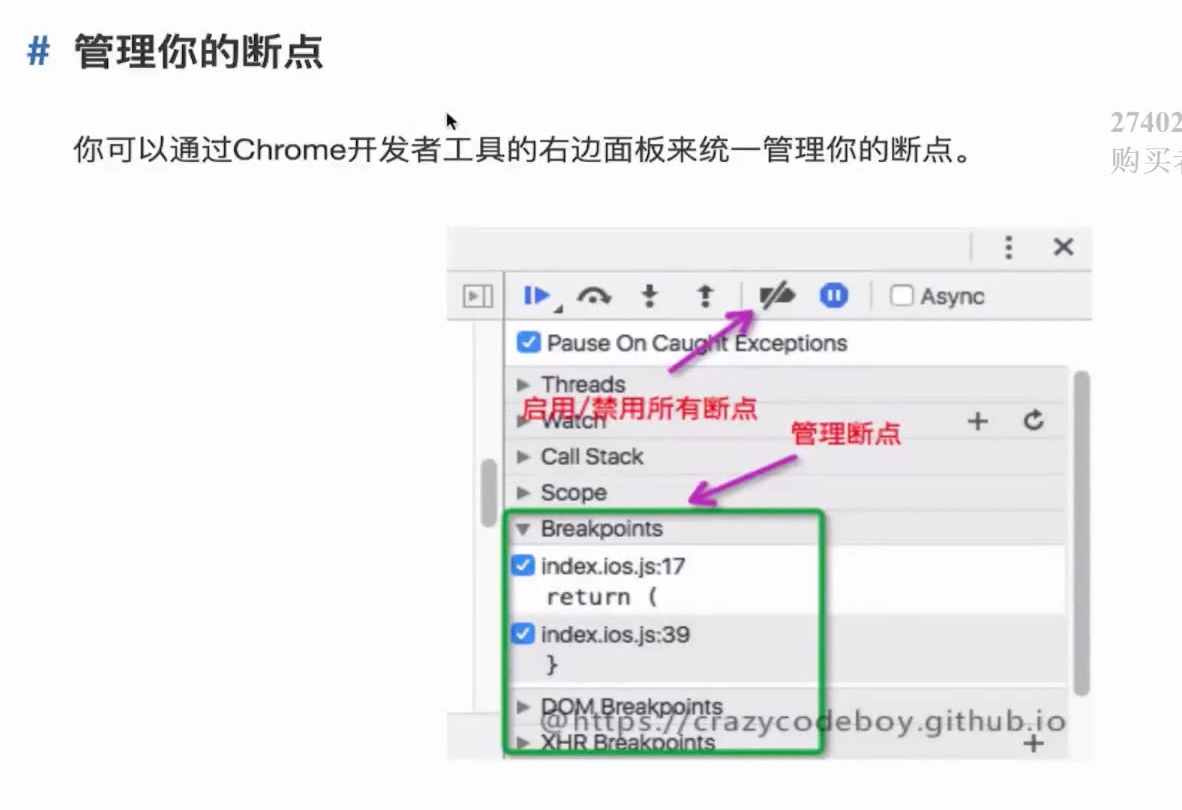 # 管理你的断点
27402
你可以通过Chrome开发者工具的右边面板来统一管理你的断点。
购买
Async
Pause On Caught Exceptions
Threads
启用/禁用所有断点
Watch
管理断点
Call Stack
Scope
Breakpoints
index.ios.js:17
return (
index.ios.js:39
}
DOM Breakpoints
@https://crazycodeboy.github.io
XHR Breakpoints